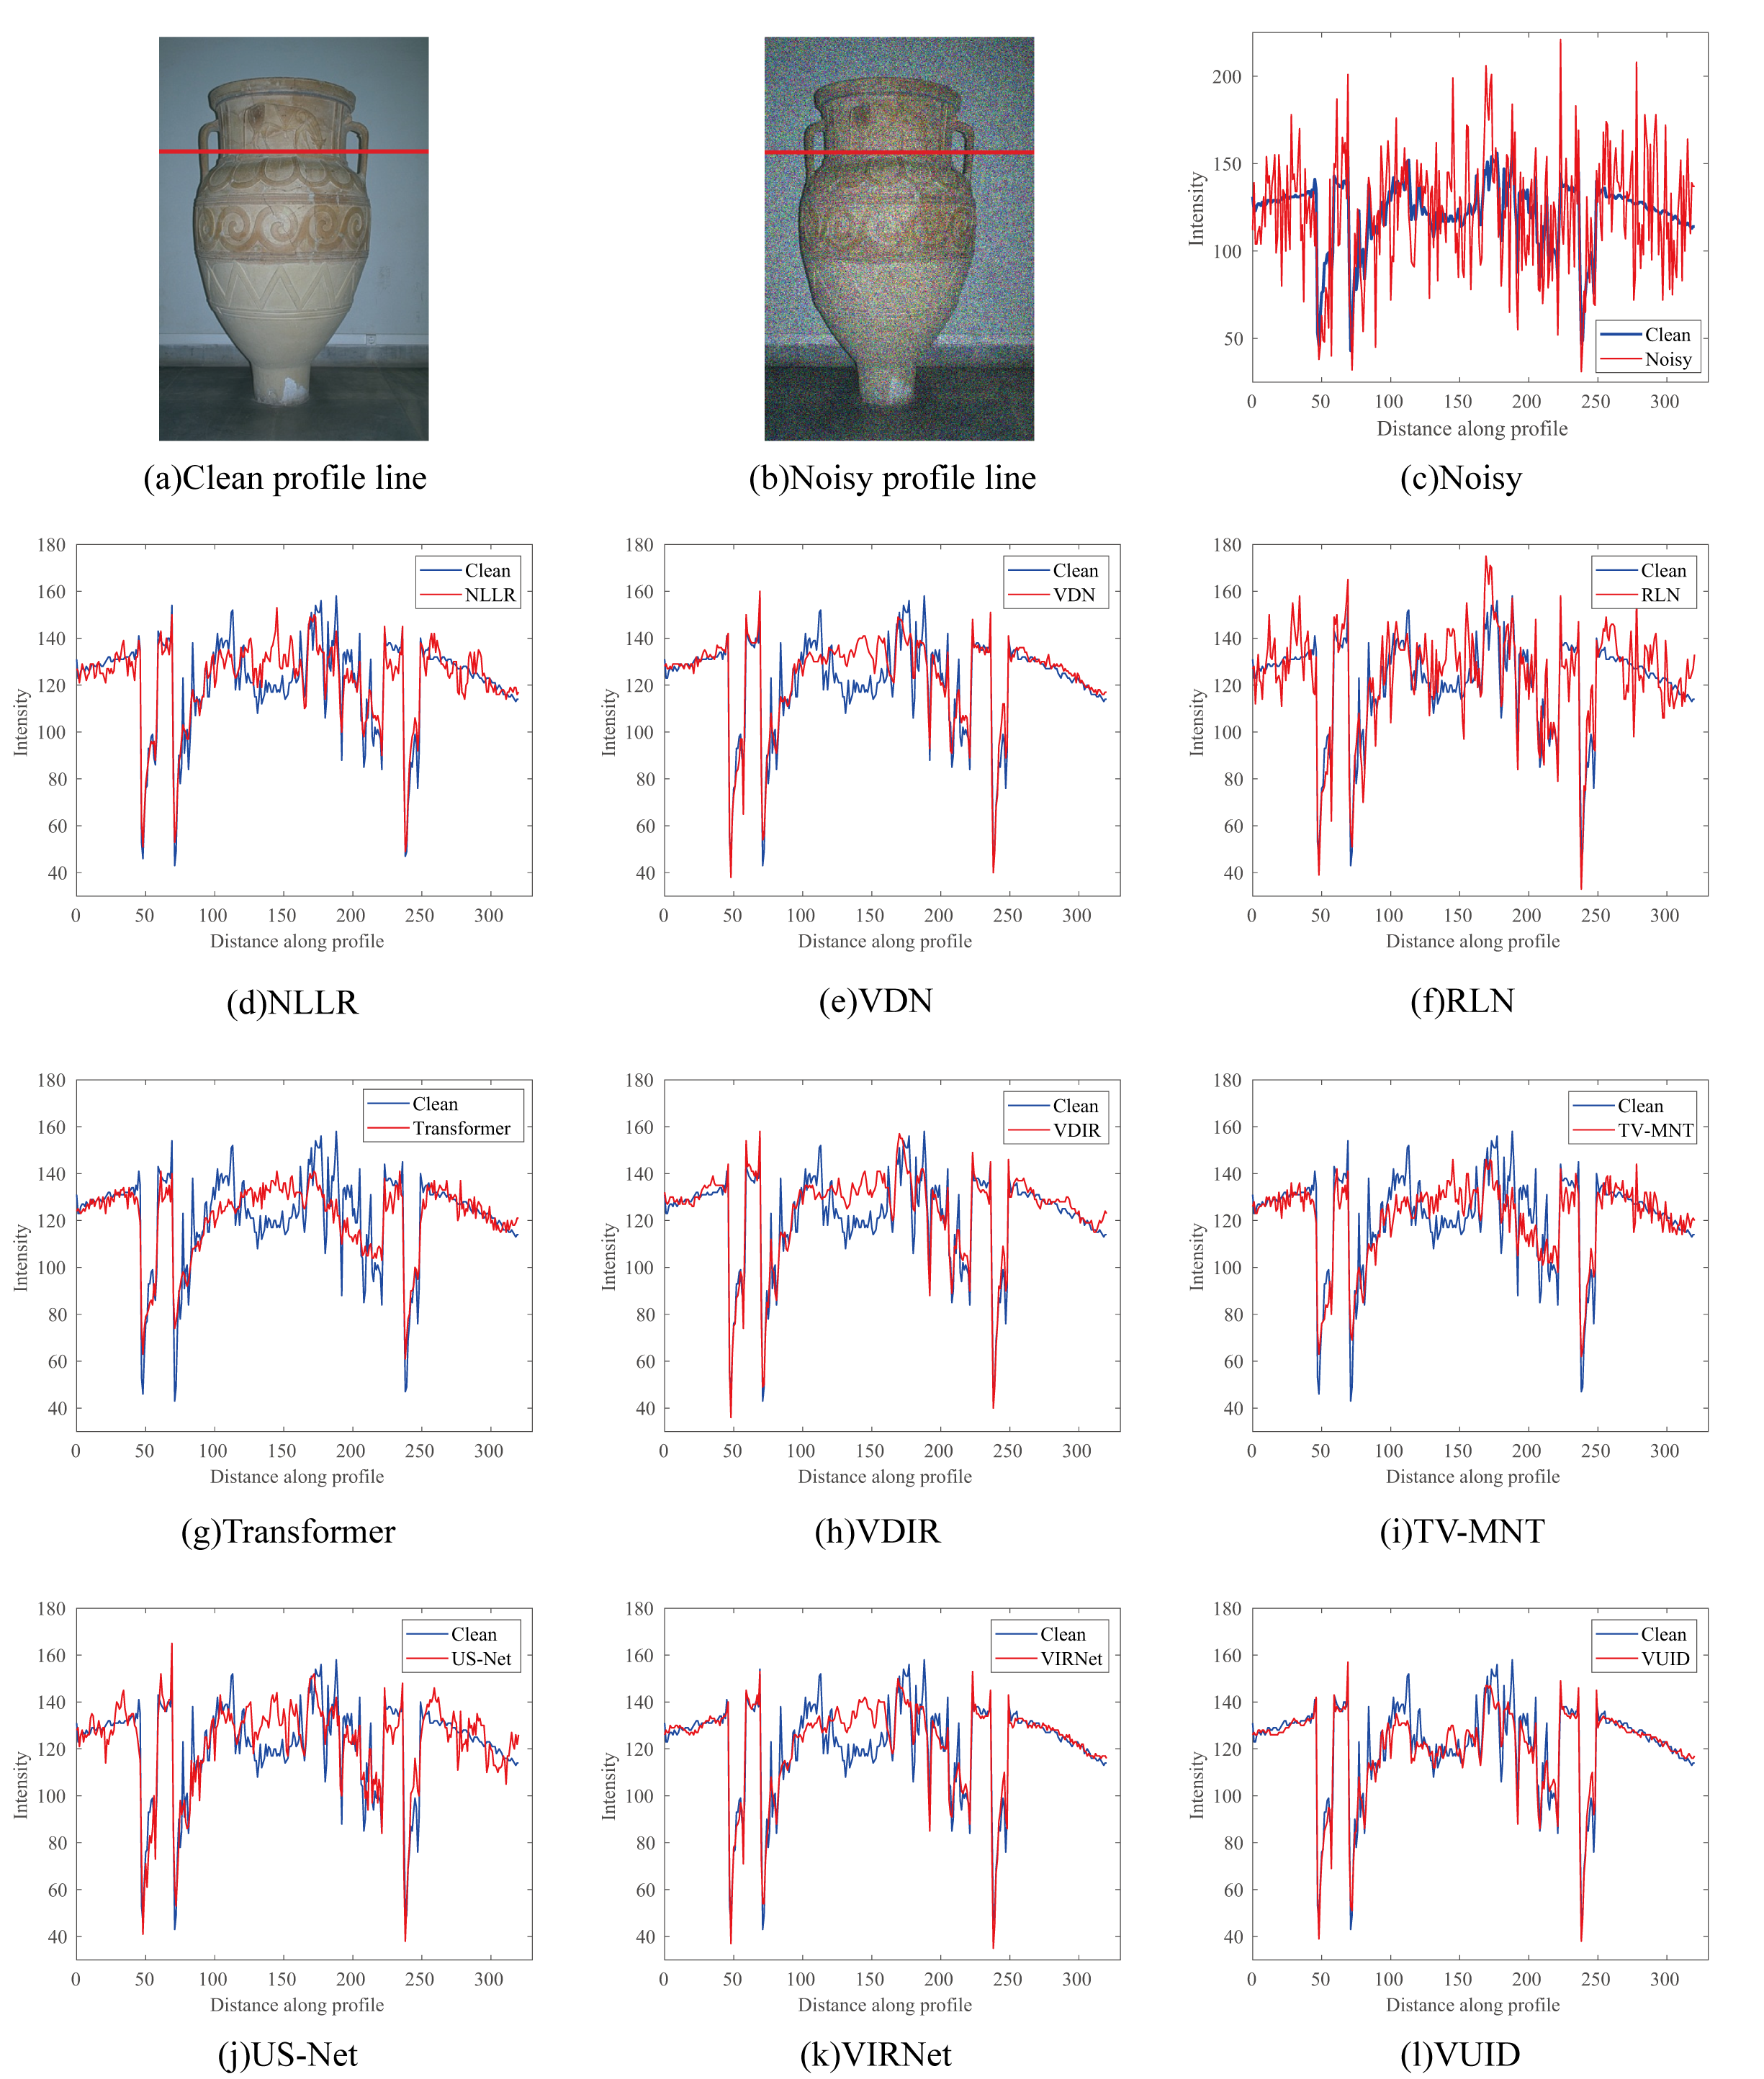 200
150
100
50
Intensity
Clean
Noisy
0 50 100 150 200 250 300
Distance along profile
(a)Clean profile line
(b)Noisy profile line
(c)Noisy
180
160
140
120
100
80
60
40
Intensity
Clean
NLLR
0 50 100 150 200 250 300
Distance along profile
180
160
140
120
100
80
60
40
Intensity
Clean
VDN
0 50 100 150 200 250 300
Distance along profile
180
160
140
120
100
80
60
40
Intensity
Clean
RLN
0 50 100 150 200 250 300
Distance along profile
(d)NLLR
(e)VDN
(f)RLN
180
160
140
120
100
80
60
40
Intensity
Clean
Transformer
0 50 100 150 200 250 300
Distance along profile
180
160
140
120
100
80
60
40
Intensity
Clean
VDIR
0 50 100 150 200 250 300
Distance along profile
180
160
140
120
100
80
60
40
Intensity
Clean
TV-MNT
0 50 100 150 200 250 300
Distance along profile
(g)Transformer
(h)VDIR
(i)TV-MNT
180
160
140
120
100
80
60
40
Intensity
Clean
US-Net
0 50 100 150 200 250 300
Distance along profile
180
160
140
120
100
80
60
40
Intensity
Clean
VIRNet
0 50 100 150 200 250 300
Distance along profile
180
160
140
120
100
80
60
40
Intensity
Clean
VUID
0 50 100 150 200 250 300
Distance along profile
(j)US-Net
(k)VIRNet
(l)VUID